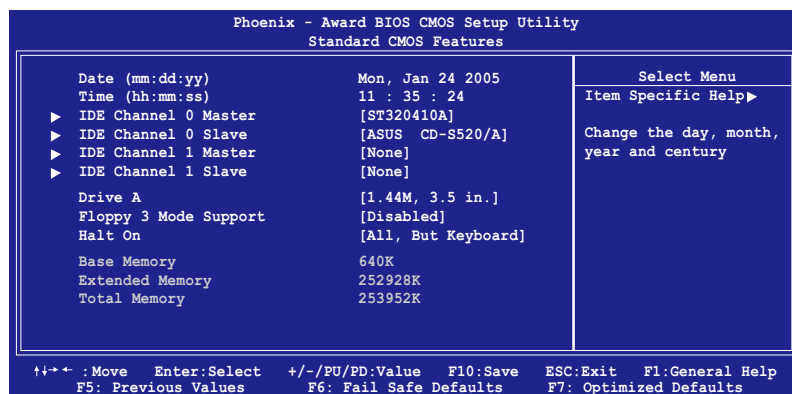 Phoenix - Award BIOS CMOS Setup Utility
Standard CMOS Features
Date (mm:dd:yy) Mon, Jan 24 2005
Time (hh:mm:ss) 11 : 35 : 24
▶ IDE Channel 0 Master [ST320410A]
▶ IDE Channel 0 Slave [ASUS CD-S520/A]
▶ IDE Channel 1 Master [None]
▶ IDE Channel 1 Slave [None]
Drive A [1.44M, 3.5 in.]
Floppy 3 Mode Support [Disabled]
Halt On [All, But Keyboard]
Base Memory 640K
Extended Memory 252928K
Total Memory 253952K
Select Menu
Item Specific Help▶
Change the day, month,
year and century
↑↓→← :Move Enter:Select +/-/PU/PD:Value F10:Save ESC:Exit F1:General Help
F5: Previous Values F6: Fail Safe Defaults F7: Optimized Defaults